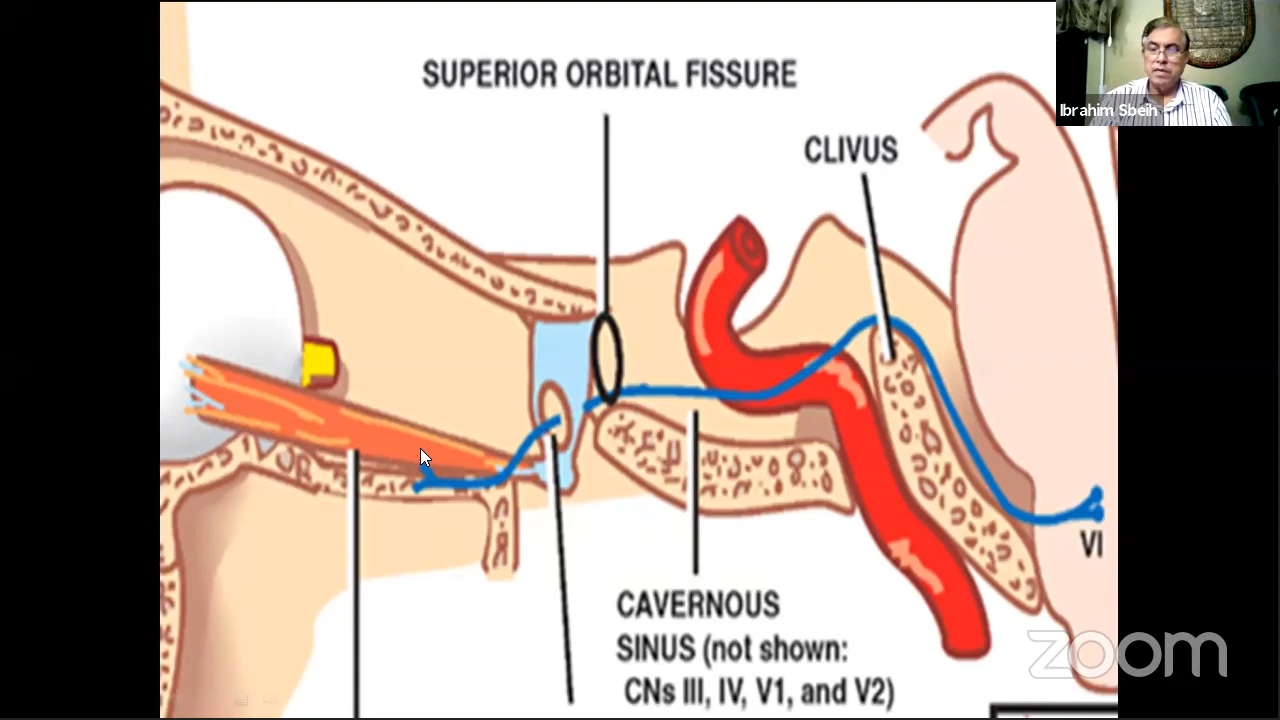 SUPERIOR ORBITAL FISSURE
CLIVUS
Ibrahim Sbeih
VI
CAVERNOUS
SINUS (not shown:
CNs III, IV, V1, and V2)
zoom